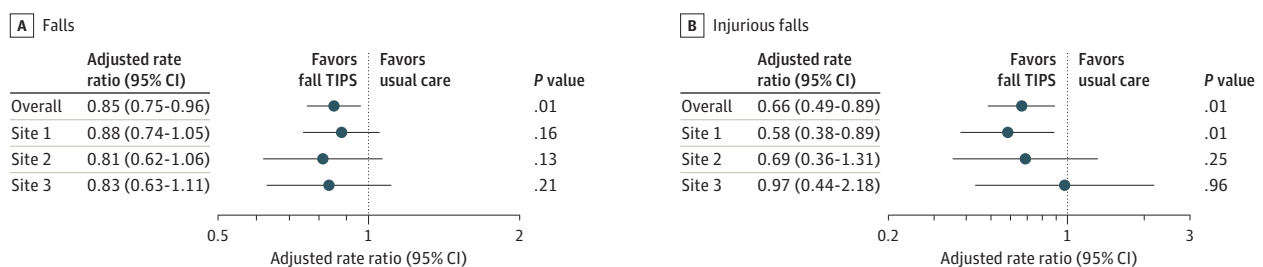 A Falls
Adjusted rate ratio (95% CI)
Favors fall TIPS
Favors usual care
P value
Overall 0.85 (0.75-0.96) .01
Site 1 0.88 (0.74-1.05) .16
Site 2 0.81 (0.62-1.06) .13
Site 3 0.83 (0.63-1.11) .21
0.5 1 2
Adjusted rate ratio (95% CI)
B Injurious falls
Adjusted rate ratio (95% CI)
Favors fall TIPS
Favors usual care
P value
Overall 0.66 (0.49-0.89) .01
Site 1 0.58 (0.38-0.89) .01
Site 2 0.69 (0.36-1.31) .25
Site 3 0.97 (0.44-2.18) .96
0.2 1 3
Adjusted rate ratio (95% CI)